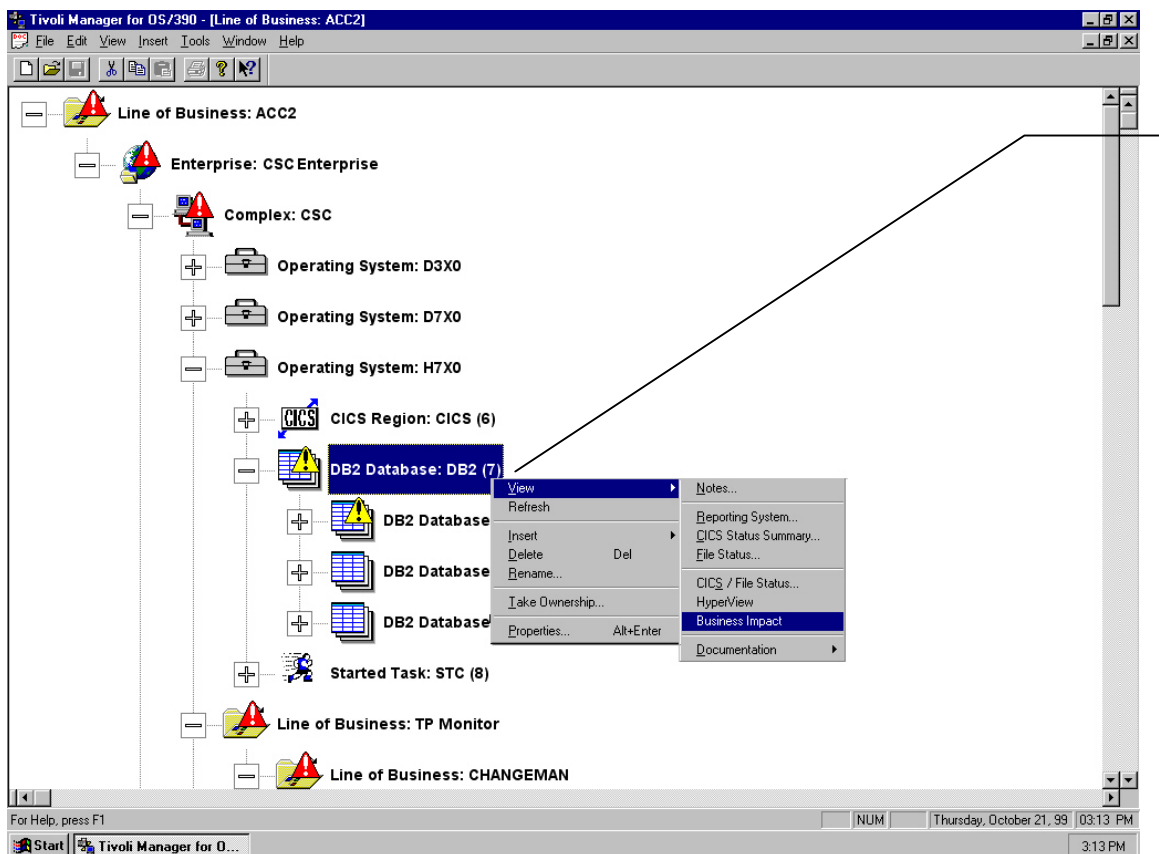 Tivoli Manager for OS/390 - [Line of Business: ACC2]
File Edit View Insert Tools Window Help
Line of Business: ACC2
Enterprise: CSC Enterprise
Complex: CSC
Operating System: D3X0
Operating System: D7X0
Operating System: H7X0
CICS CICS Region: CICS (6)
DB2 Database: DB2 (7)
View
Notes...
Refresh
DB2 Database
Reporting System...
Insert
CICS Status Summary...
Delete Del
File Status...
DB2 Database
Rename...
CICS / File Status...
Take Ownership...
HyperView
DB2 Database
Business Impact
Properties... Alt+Enter
Documentation
Started Task: STC (8)
Line of Business: TP Monitor
Line of Business: CHANGEMAN
For Help, press F1 NUM Thursday, October 21, 99 03:13 PM
Start Tivoli Manager for O... 3:13 PM